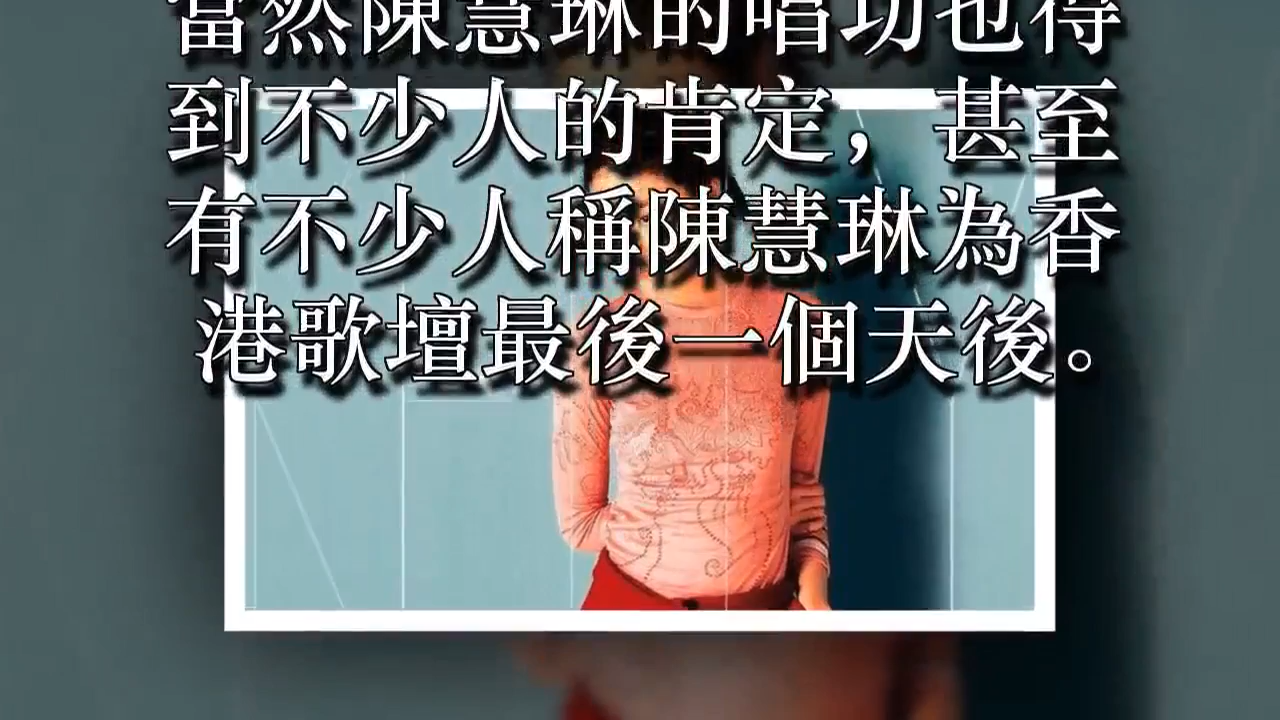 當然陳慧琳的唱功也得
到不少人的肯定，甚至
有不少人稱陳慧琳為香
港歌壇最後一個天後。